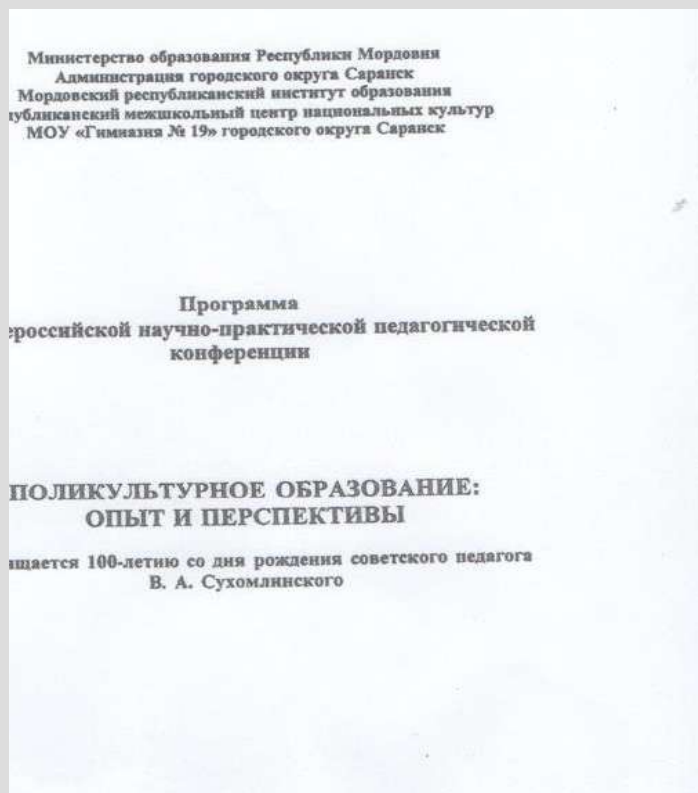 Министерство образования Республики Мордовия
Администрация городского округа Саранск
Мордовский республиканский институт образования
публиканский межшкольный центр национальных культур
МОУ «Гимназия № 19» городского округа Саранск
Программа
ероссийской научно-практической педагогической
конференции
ПОЛИКУЛЬТУРНОЕ ОБРАЗОВАНИЕ:
ОПЫТ И ПЕРСПЕКТИВЫ
ящается 100-летию со дня рождения советского педагога
В. А. Сухомлинского